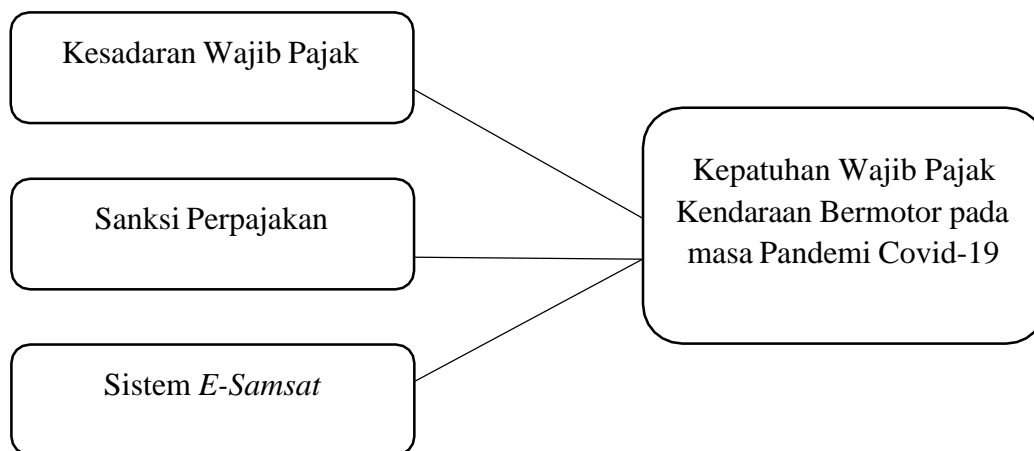 Kesadaran Wajib Pajak
Sanksi Perpajakan
Sistem E-Samsat
Kepatuhan Wajib Pajak
Kendaraan Bermotor pada
masa Pandemi Covid-19